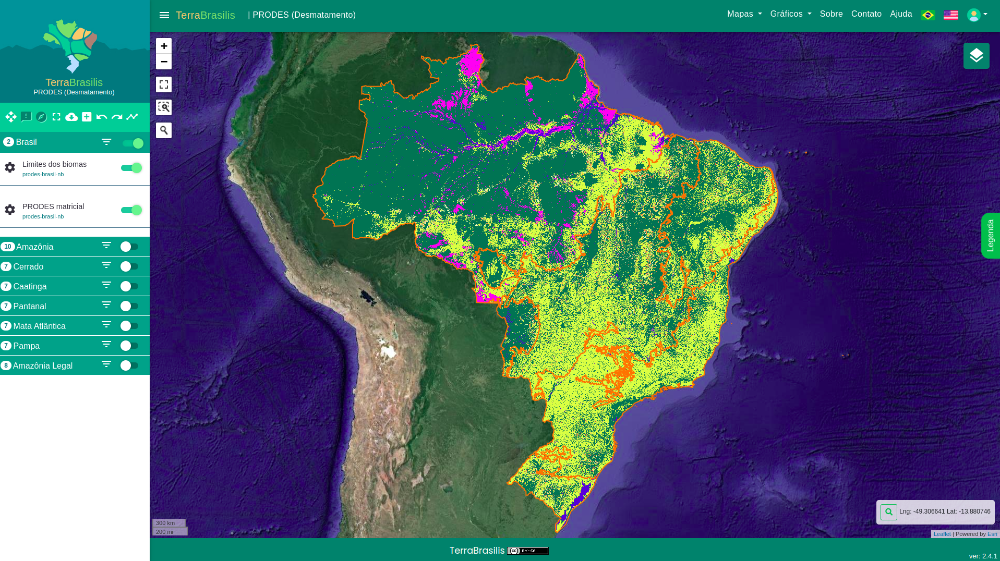 TerraBrasilis
PRODES (Desmatamento)
TerraBrasilis | PRODES (Desmatamento)
Mapas Gráficos Sobre Contato Ajuda
2 Brasil
Limites dos biomas
prodes-brasil-nb
PRODES matricial
prodes-brasil-nb
10 Amazônia
7 Cerrado
7 Caatinga
7 Pantanal
7 Mata Atlântica
7 Pampa
8 Amazônia Legal
+
−
Legenda
300 km
200 mi
Lng: -49.306641 Lat: -13.880746
Leaflet | Powered by Esri
TerraBrasilis cc BY-SA
ver: 2.4.1